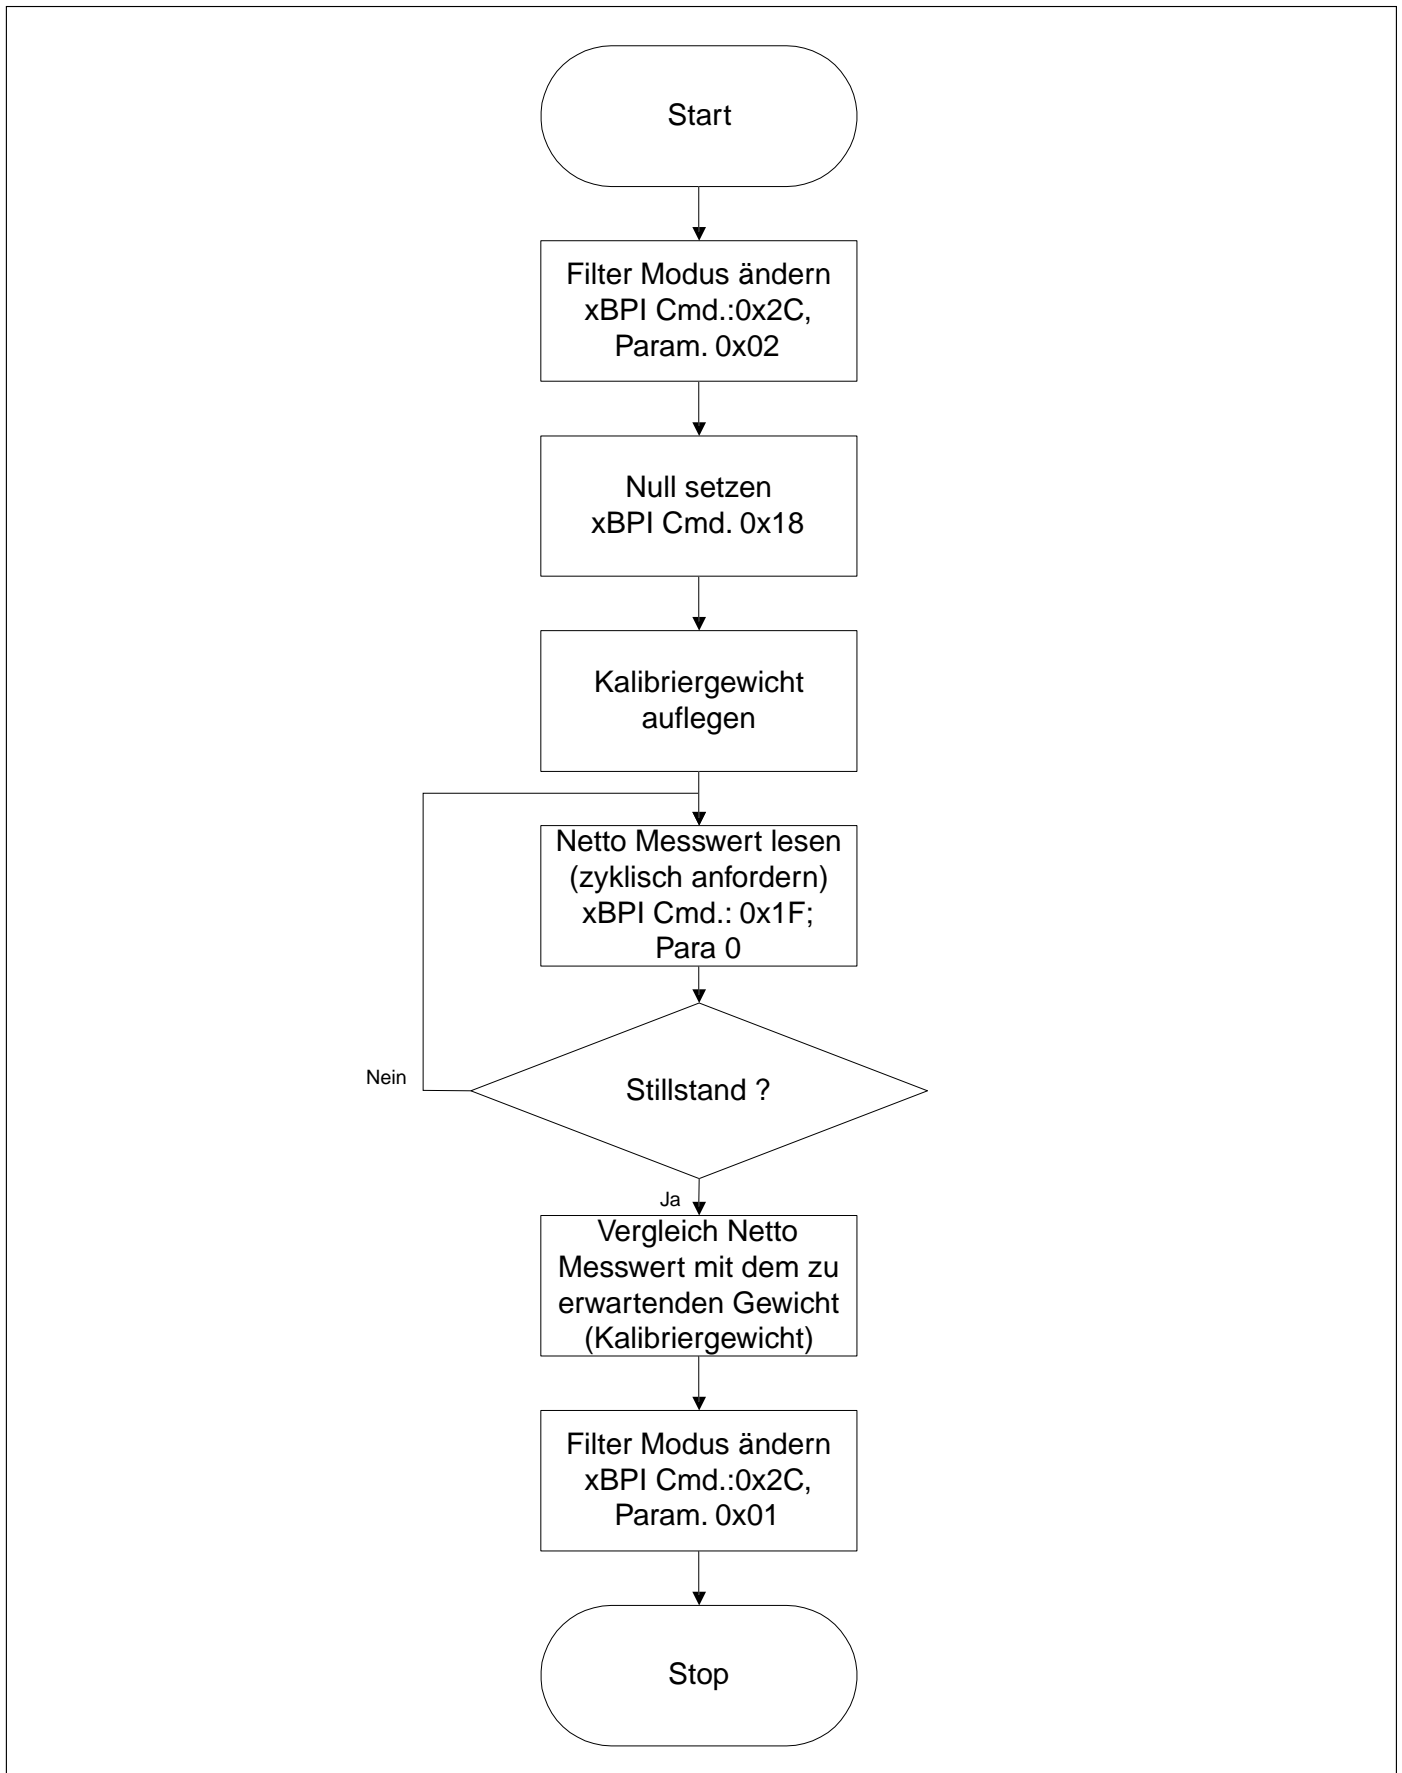 Start
Filter Modus ändern
xBPI Cmd.:0x2C,
Param. 0x02
Null setzen
xBPI Cmd. 0x18
Kalibriergewicht
auflegen
Netto Messwert lesen
(zyklisch anfordern)
xBPI Cmd.: 0x1F;
Para 0
Nein
Stillstand ?
Ja
Vergleich Netto
Messwert mit dem zu
erwartenden Gewicht
(Kalibriergewicht)
Filter Modus ändern
xBPI Cmd.:0x2C,
Param. 0x01
Stop